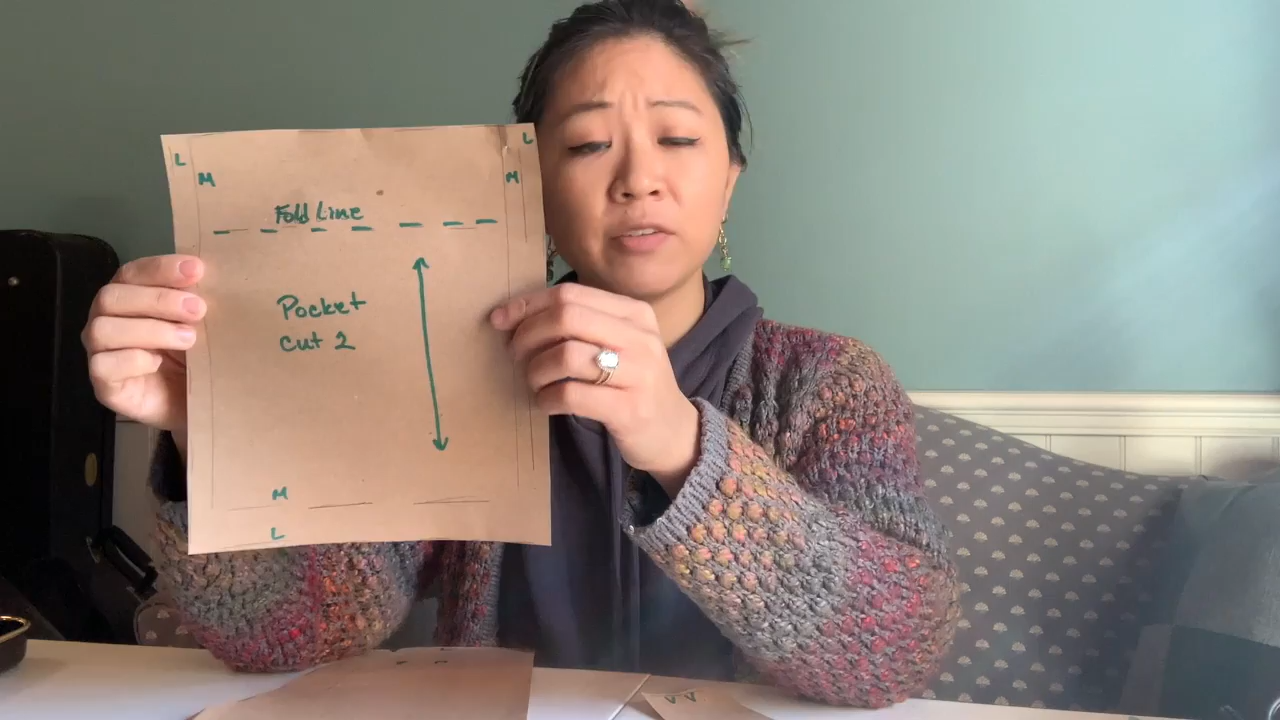 L L
M M
Fold Line
Pocket
cut 2
M
L